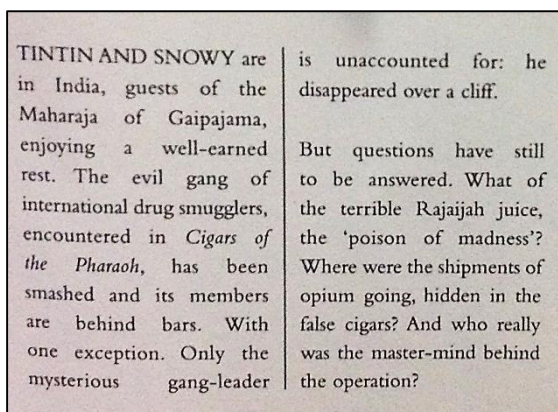 TINTIN AND SNOWY are
in India, guests of the
Maharaja of Gaipajama,
enjoying a well-earned
rest. The evil gang of
international drug smugglers,
encountered in Cigars of
the Pharaoh, has been
smashed and its members
are behind bars. With
one exception. Only the
mysterious gang-leader
is unaccounted for: he
disappeared over a cliff.
But questions have still
to be answered. What of
the terrible Rajaijah juice,
the ‘poison of madness’?
Where were the shipments of
opium going, hidden in the
false cigars? And who really
was the master-mind behind
the operation?